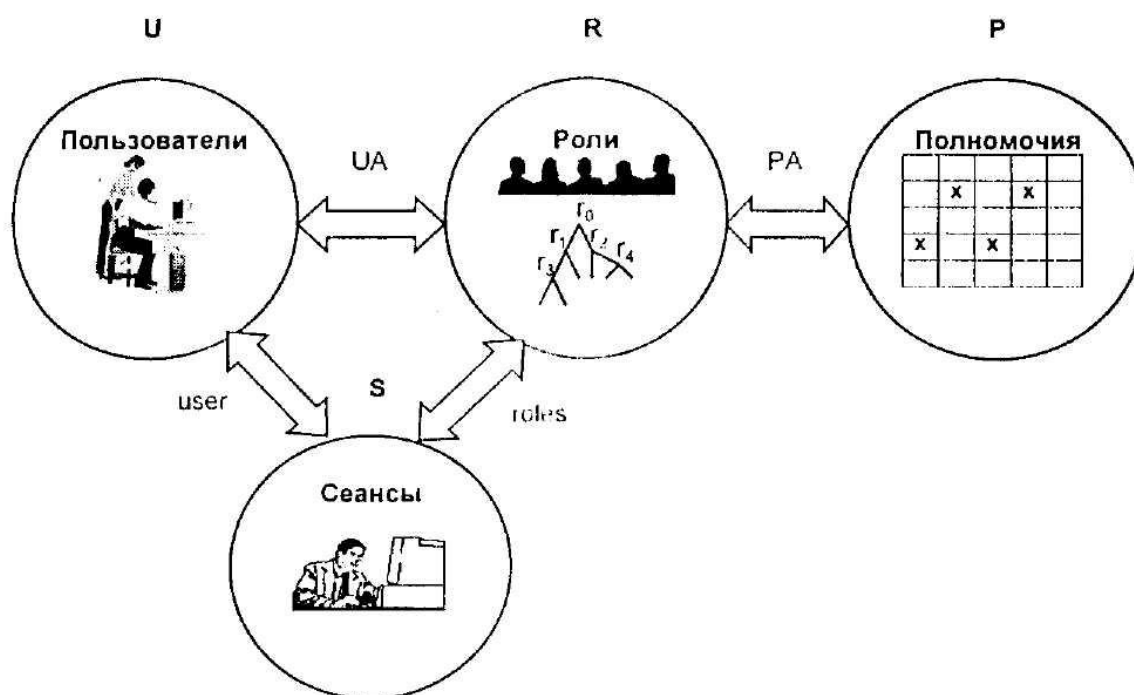 U R P
Пользователи
Роли
Полномочия
UA
PA
r₀
r₁ r₂
r₃ r₄
x x
x x
user
S
roles
Сеансы